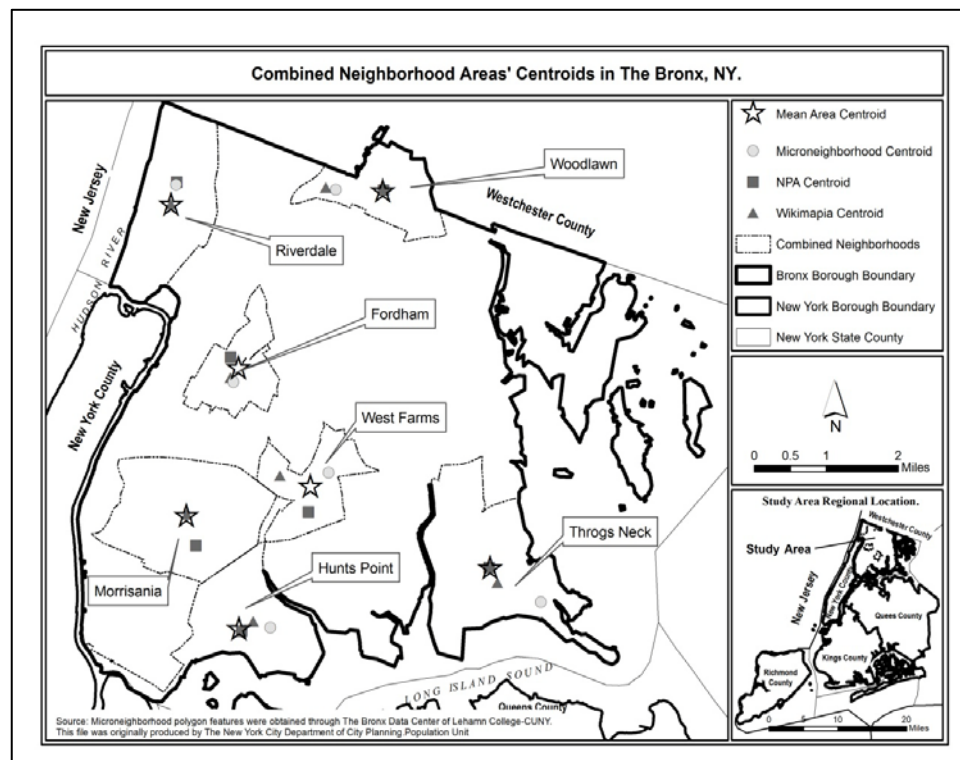 Combined Neighborhood Areas' Centroids in The Bronx, NY.
New Jersey
HUDSON RIVER
New York County
Woodlawn
Westchester County
Riverdale
Fordham
West Farms
Throgs Neck
Morrisania
Hunts Point
LONG ISLAND SOUND
Queens County
Source: Microneighborhood polygon features were obtained through The Bronx Data Center of Lehamn College-CUNY.
This file was originally produced by The New York City Department of City Planning.Population Unit
Mean Area Centroid
Microneighborhood Centroid
NPA Centroid
Wikimapia Centroid
Combined Neighborhoods
Bronx Borough Boundary
New York Borough Boundary
New York State County
N
0 0.5 1 2
Miles
Study Area Regional Location.
Westchester County
Study Area
New Jersey
New York County
Quees County
Kings County
Richmond
County
0 10 20
Miles